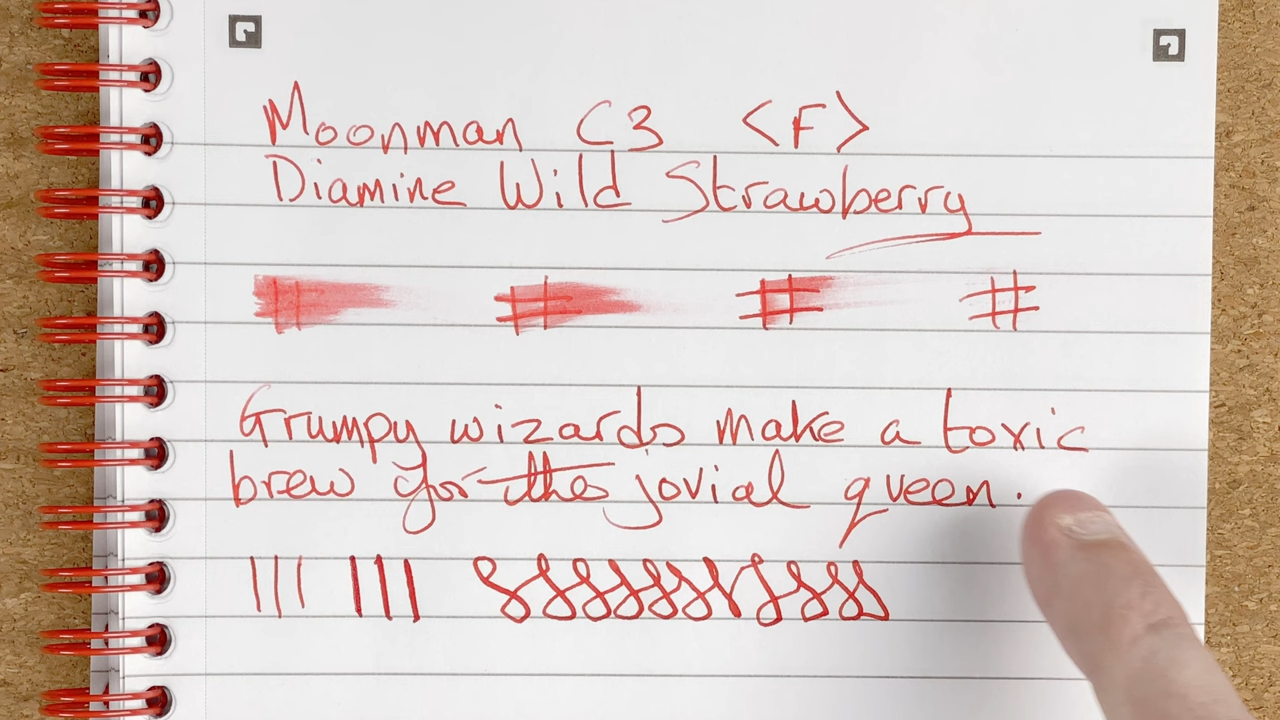 Moonman C3 <F>
Diamine Wild Strawberry
Grumpy wizards make a toxic
brew for the jovial queen.